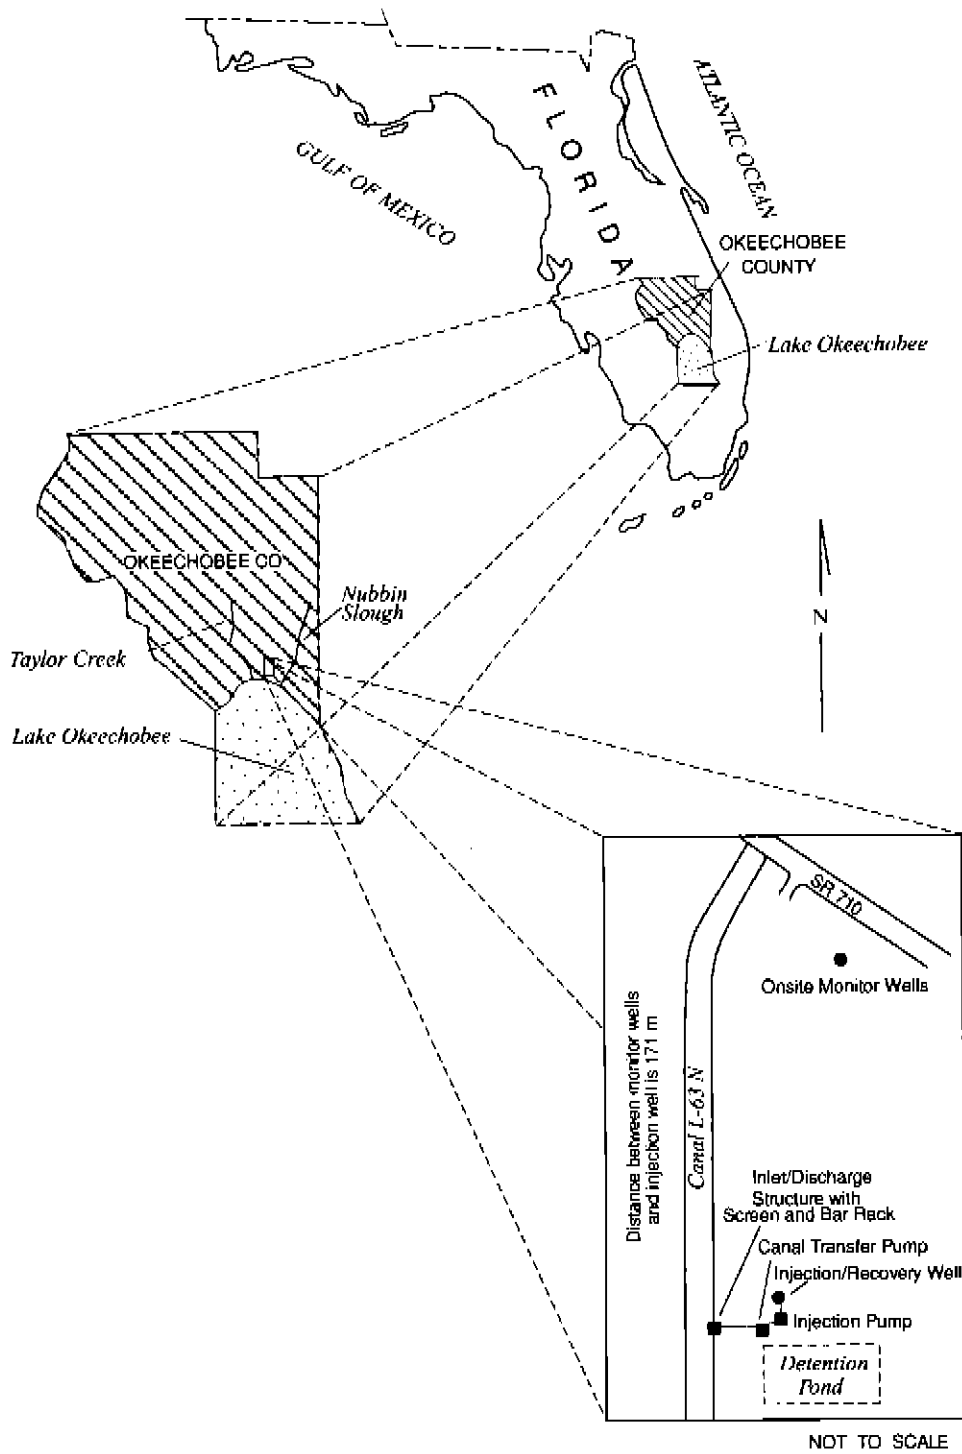 ATLANTIC OCEAN
FLORIDA
GULF OF MEXICO
OKEECHOBEE
COUNTY
Lake Okeechobee
OKEECHOBEE CO
Nubbin
Slough
Taylor Creek
Lake Okeechobee
N
SR 710
Onsite Monitor Wells
Distance between monitor wells
and injection well is 171 m
Canal L-63 N
Inlet/Discharge
Structure with
Screen and Bar Rack
Canal Transfer Pump
Injection/Recovery Well
Injection Pump
Detention
Pond
NOT TO SCALE